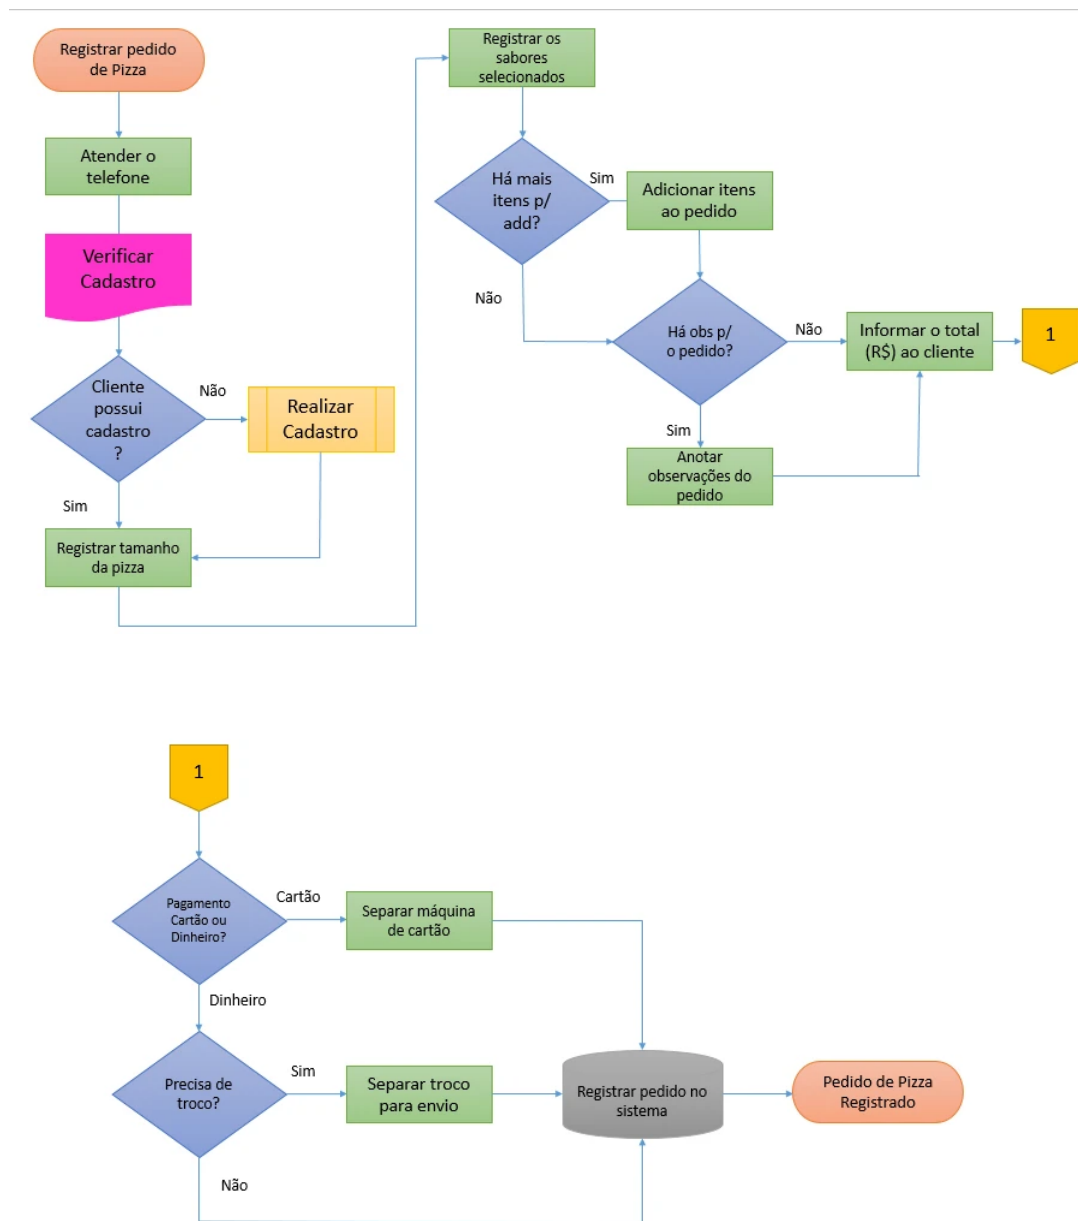 Registrar pedido
de Pizza
Atender o
telefone
Verificar
Cadastro
Cliente
possui
cadastro
?
Não
Realizar
Cadastro
Sim
Registrar tamanho
da pizza
Registrar os
sabores
selecionados
Há mais
itens p/
add?
Sim
Adicionar itens
ao pedido
Não
Há obs p/
o pedido?
Não
Informar o total
(R$) ao cliente
1
Sim
Anotar
observações do
pedido
1
Pagamento
Cartão ou
Dinheiro?
Cartão
Separar máquina
de cartão
Dinheiro
Precisa de
troco?
Sim
Separar troco
para envio
Registrar pedido no
sistema
Pedido de Pizza
Registrado
Não